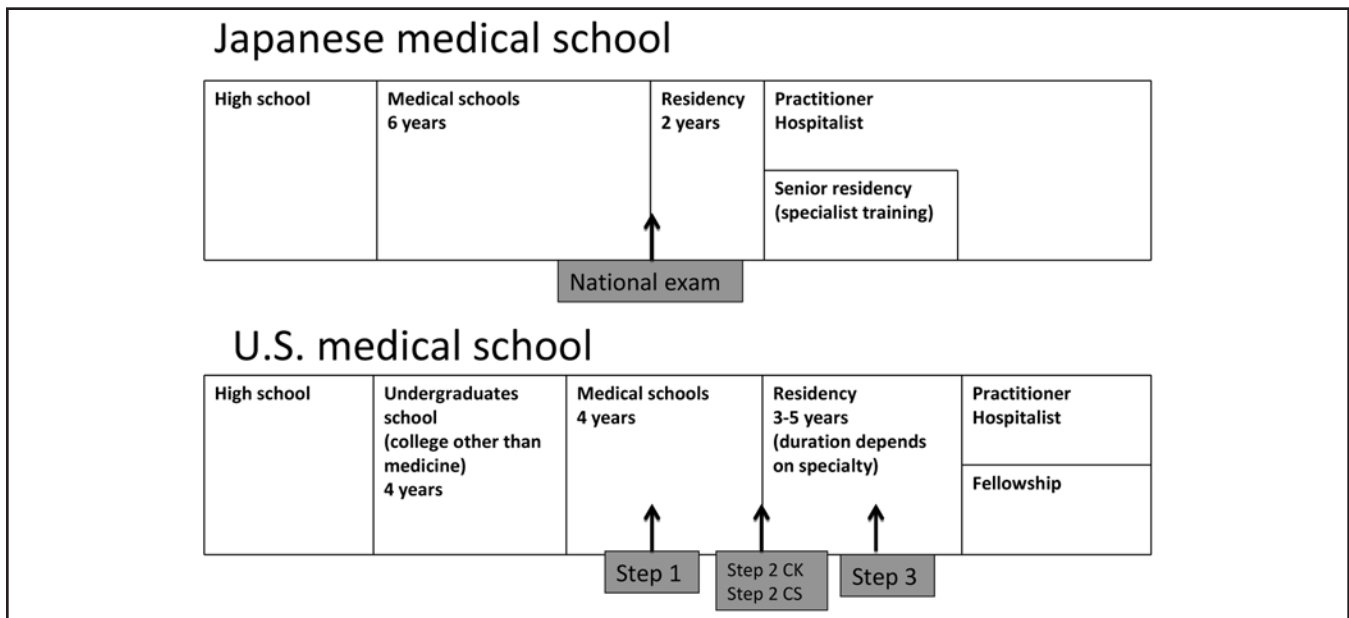 Japanese medical school
High school
Medical schools
6 years
Residency
2 years
Practitioner
Hospitalist
Senior residency
(specialist training)
National exam
U.S. medical school
High school
Undergraduates
school
(college other than
medicine)
4 years
Medical schools
4 years
Residency
3-5 years
(duration depends
on specialty)
Practitioner
Hospitalist
Fellowship
Step 1
Step 2 CK
Step 2 CS
Step 3